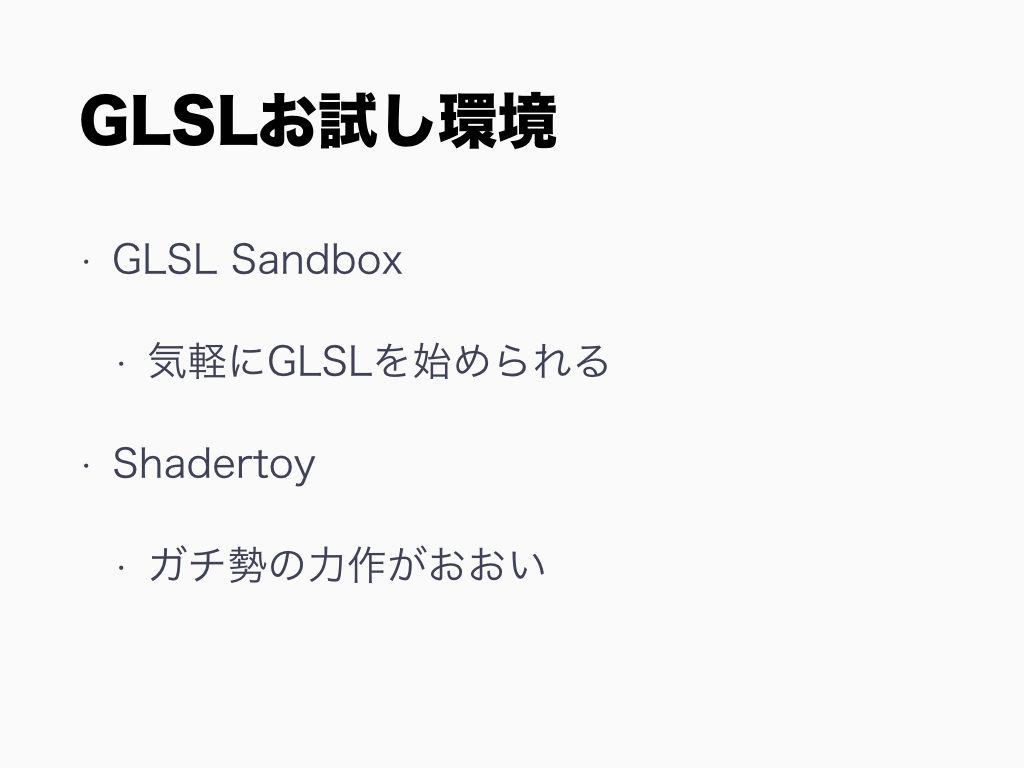 GLSLお試し環境
・ GLSL Sandbox
・ 気軽にGLSLを始められる
・ Shadertoy
・ ガチ勢の力作がおおい